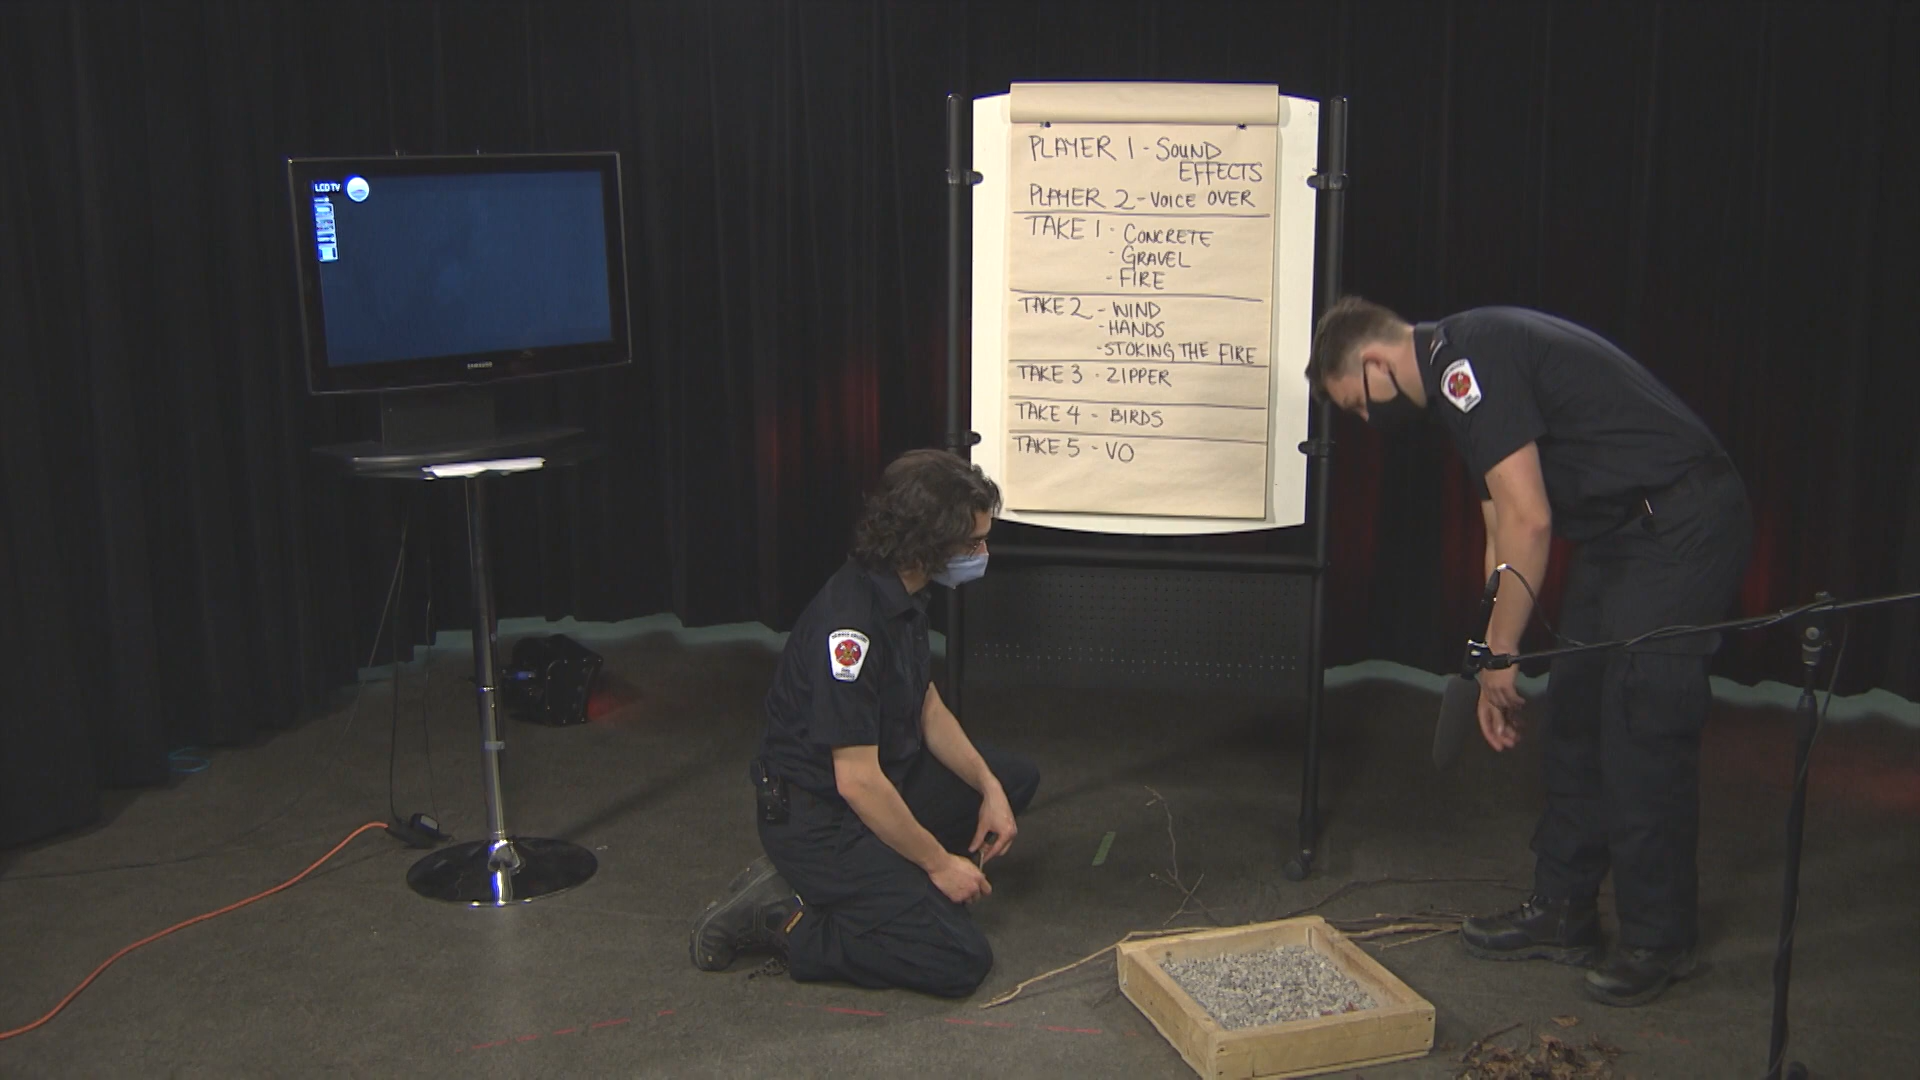 LCD TV
SAMSUNG
PLAYER 1 - SOUND
EFFECTS
PLAYER 2 - VOICE OVER
TAKE 1 - CONCRETE
- GRAVEL
- FIRE
TAKE 2 - WIND
- HANDS
- STOKING THE FIRE
TAKE 3 - ZIPPER
TAKE 4 - BIRDS
TAKE 5 - VO